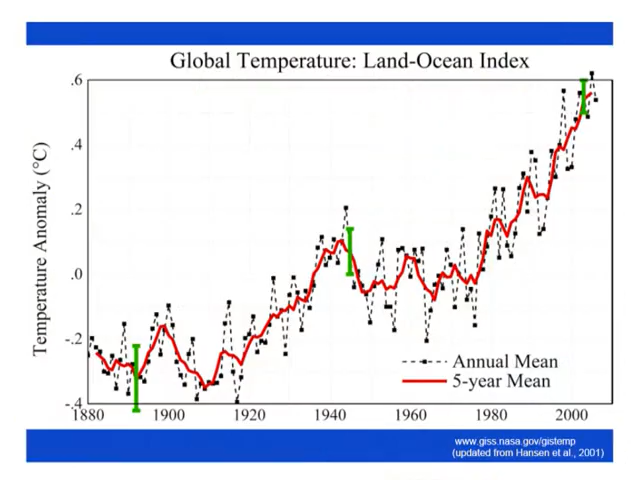 Global Temperature: Land-Ocean Index
.6
.4
.2
.0
-.2
-.4
Temperature Anomaly (°C)
Annual Mean
5-year Mean
1880 1900 1920 1940 1960 1980 2000
www.giss.nasa.gov/gistemp
(updated from Hansen et al., 2001)